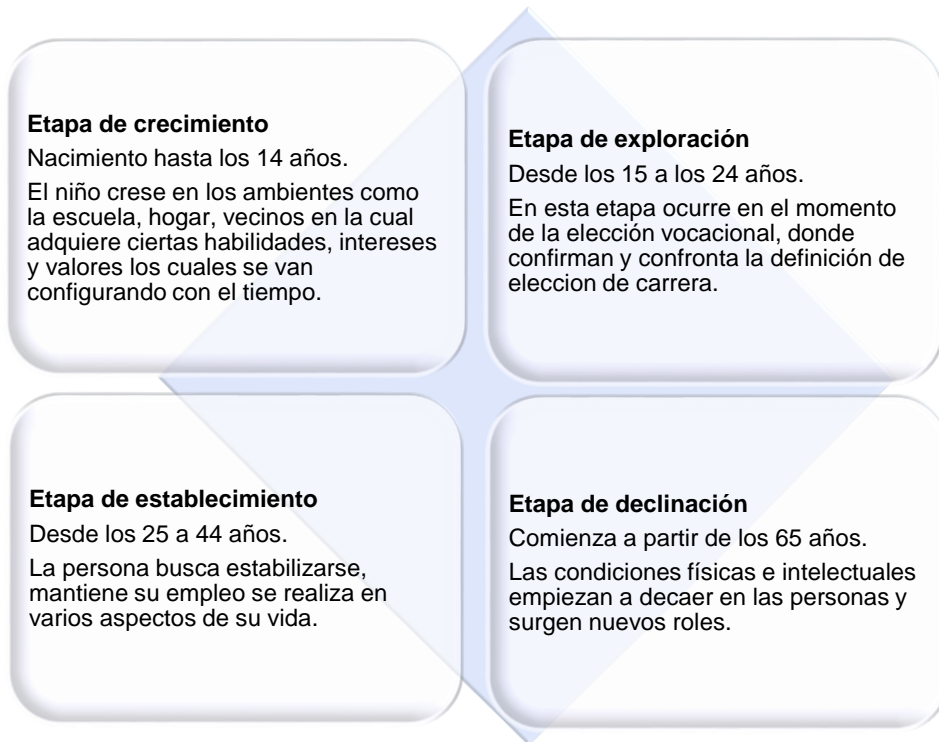 Etapa de crecimiento
Nacimiento hasta los 14 años.
El niño crese en los ambientes como
la escuela, hogar, vecinos en la cual
adquiere ciertas habilidades, intereses
y valores los cuales se van
configurando con el tiempo.
Etapa de exploración
Desde los 15 a los 24 años.
En esta etapa ocurre en el momento
de la elección vocacional, donde
confirman y confronta la definición de
eleccion de carrera.
Etapa de establecimiento
Desde los 25 a 44 años.
La persona busca estabilizarse,
mantiene su empleo se realiza en
varios aspectos de su vida.
Etapa de declinación
Comienza a partir de los 65 años.
Las condiciones físicas e intelectuales
empiezan a decaer en las personas y
surgen nuevos roles.